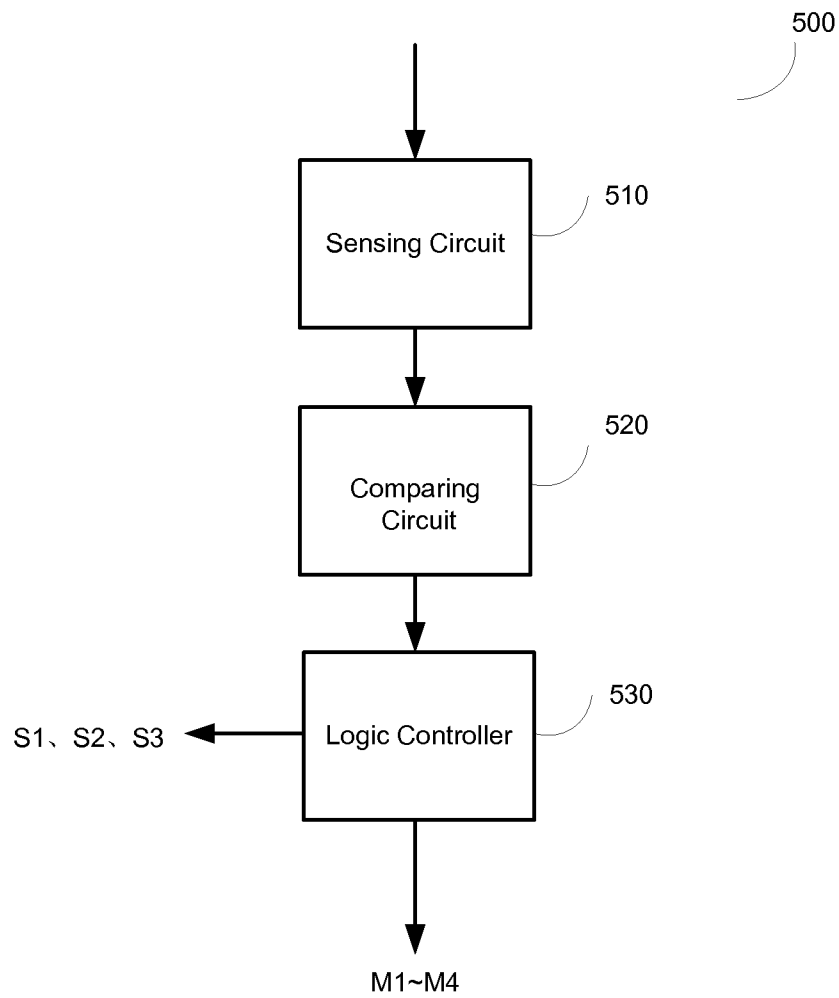 500
510
Sensing Circuit
520
Comparing
Circuit
530
Logic Controller
S1、S2、S3
M1~M4